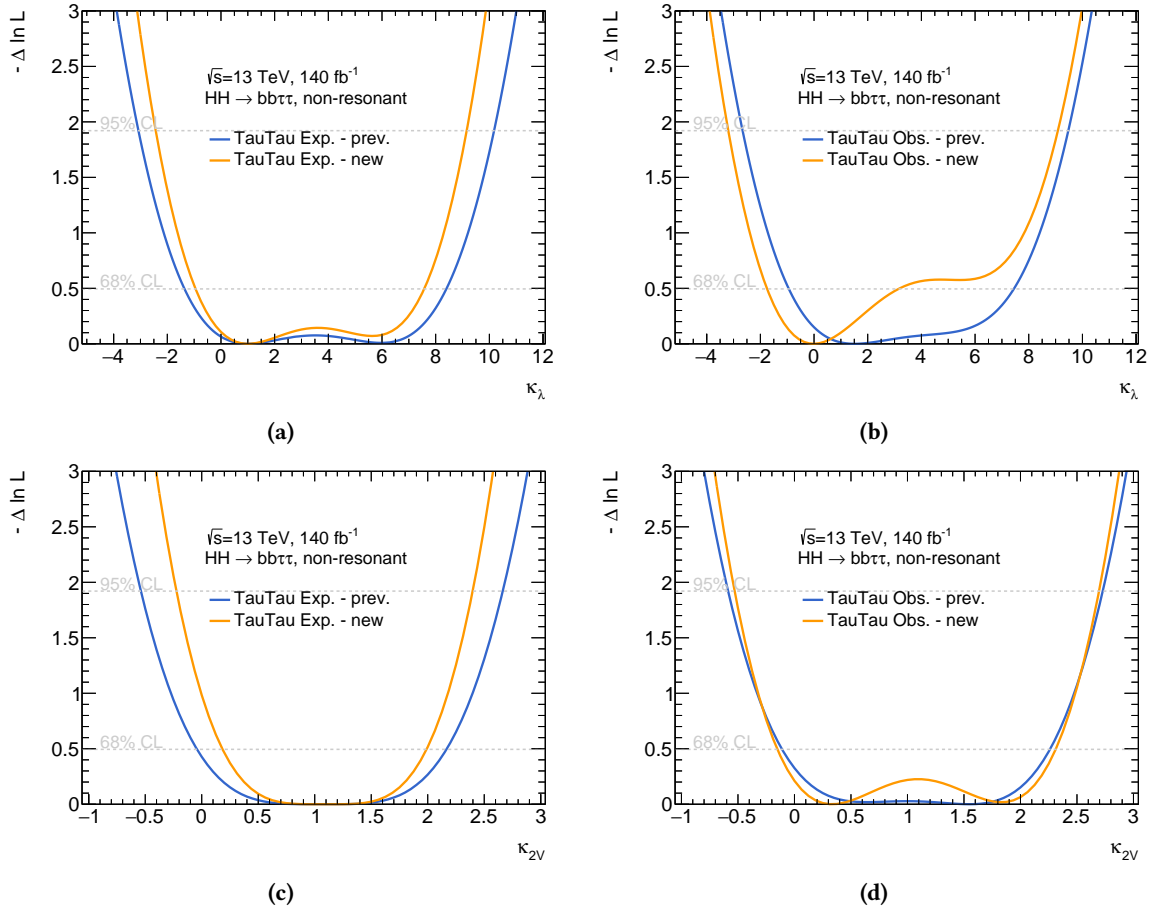 - Δ ln L
3
2.5
2
1.5
1
0.5
0
95% CL
68% CL
√s=13 TeV, 140 fb⁻¹
HH → bbττ, non-resonant
TauTau Exp. - prev.
TauTau Exp. - new
−4 −2 0 2 4 6 8 10 12
κλ
(a)
- Δ ln L
3
2.5
2
1.5
1
0.5
0
95% CL
68% CL
√s=13 TeV, 140 fb⁻¹
HH → bbττ, non-resonant
TauTau Obs. - prev.
TauTau Obs. - new
−4 −2 0 2 4 6 8 10 12
κλ
(b)
- Δ ln L
3
2.5
2
1.5
1
0.5
0
95% CL
68% CL
√s=13 TeV, 140 fb⁻¹
HH → bbττ, non-resonant
TauTau Exp. - prev.
TauTau Exp. - new
−1 −0.5 0 0.5 1 1.5 2 2.5 3
κ2V
(c)
- Δ ln L
3
2.5
2
1.5
1
0.5
0
95% CL
68% CL
√s=13 TeV, 140 fb⁻¹
HH → bbττ, non-resonant
TauTau Obs. - prev.
TauTau Obs. - new
−1 −0.5 0 0.5 1 1.5 2 2.5 3
κ2V
(d)